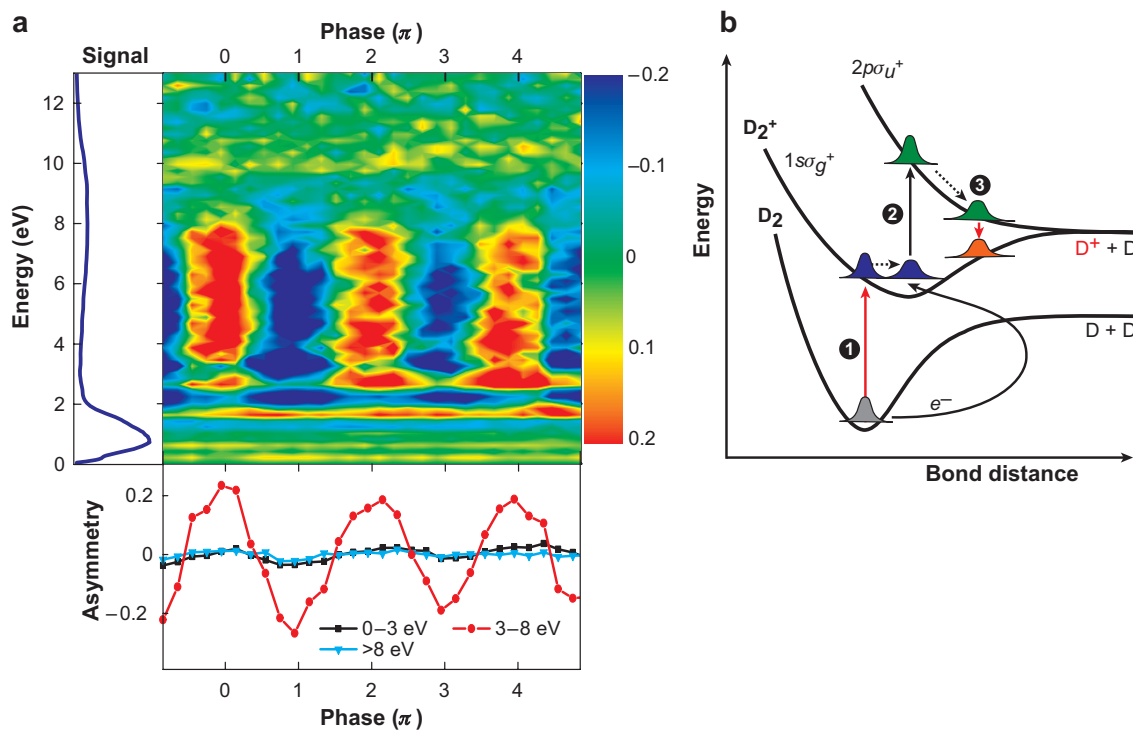 a
Phase (π)
Signal
0 1 2 3 4
12
10
8
6
4
2
0
Energy (eV)
–0.2
–0.1
0
0.1
0.2
0.2
0
–0.2
Asymmetry
0–3 eV
3–8 eV
>8 eV
0 1 2 3 4
Phase (π)
b
2pσu+
D2+
1sσg+
D2
3
2
1
D+ + D
D + D
e–
Energy
Bond distance